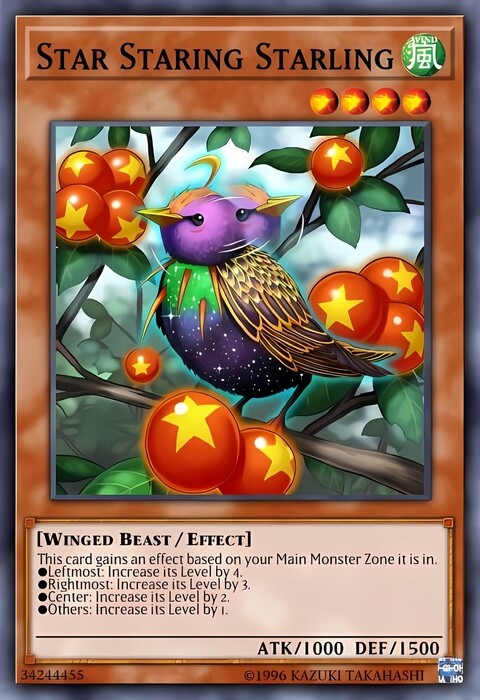 STAR STARING STARLING
風
[WINGED BEAST / EFFECT]
This card gains an effect based on your Main Monster Zone it is in.
●Leftmost: Increase its Level by 4.
●Rightmost: Increase its Level by 3.
●Center: Increase its Level by 2.
●Others: Increase its Level by 1.
ATK/1000 DEF/1500
34244455
©1996 KAZUKI TAKAHASHI